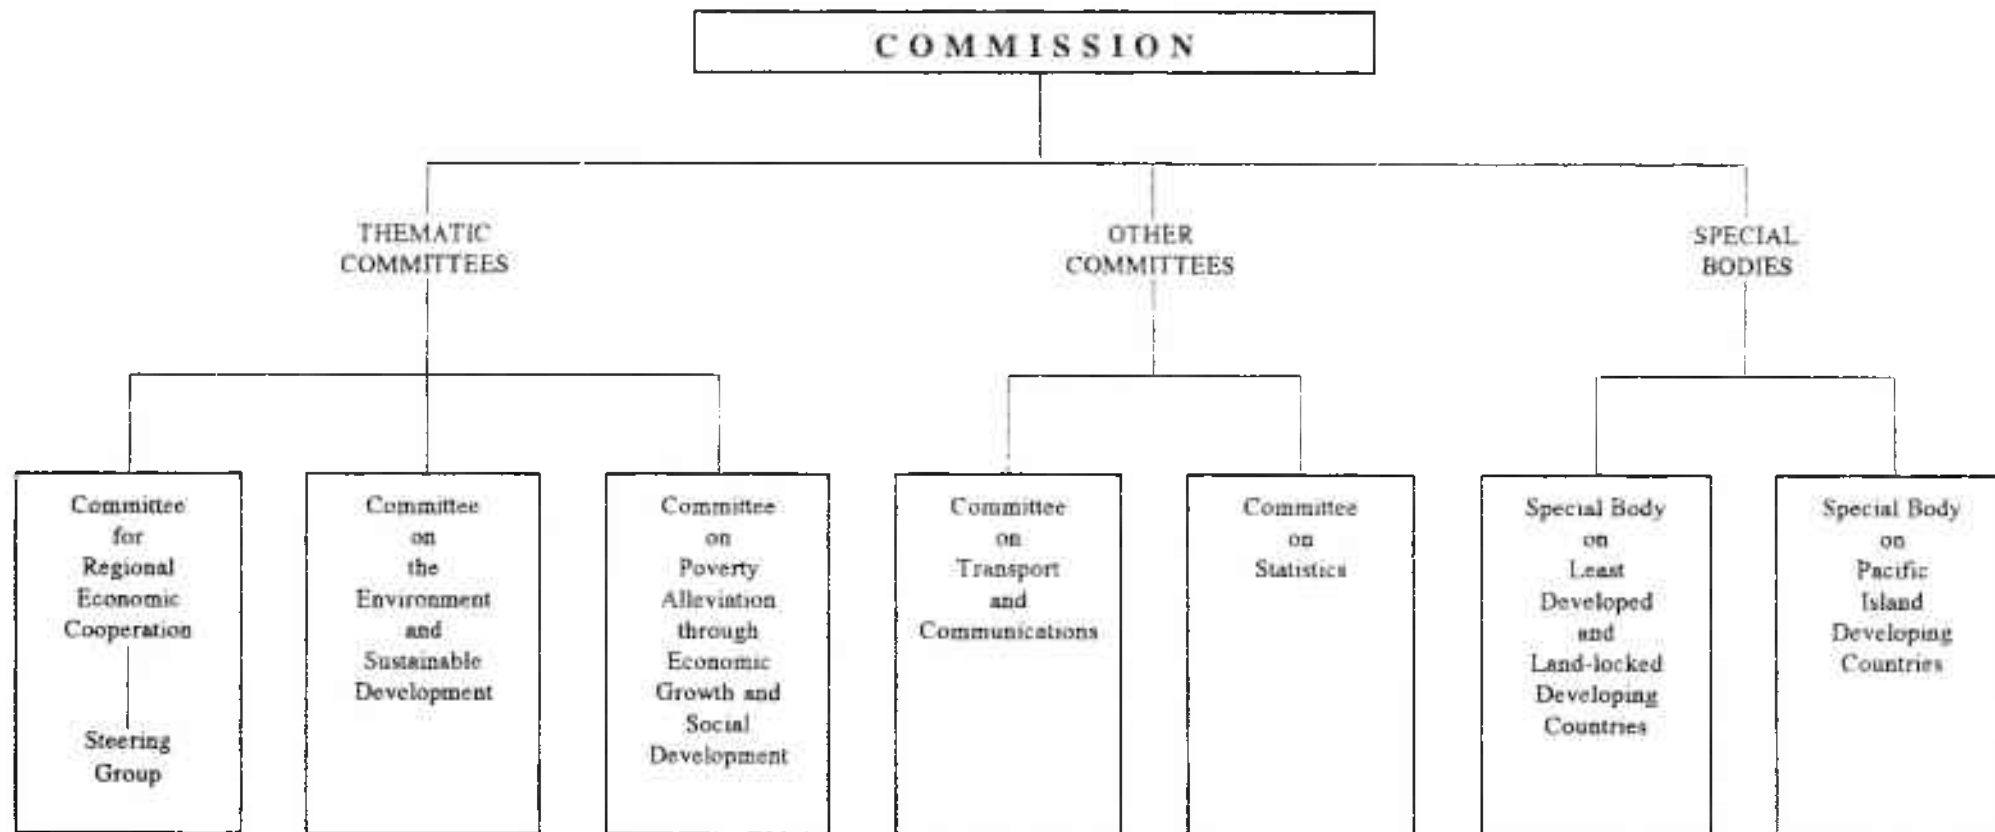 COMMISSION
THEMATIC
COMMITTEES
OTHER
COMMITTEES
SPECIAL
BODIES
Committee
for
Regional
Economic
Cooperation
Steering
Group
Committee
on
the
Environment
and
Sustainable
Development
Committee
on
Poverty
Alleviation
through
Economic
Growth and
Social
Development
Committee
on
Transport
and
Communications
Committee
on
Statistics
Special Body
on
Least
Developed
and
Land-locked
Developing
Countries
Special Body
on
Pacific
Island
Developing
Countries